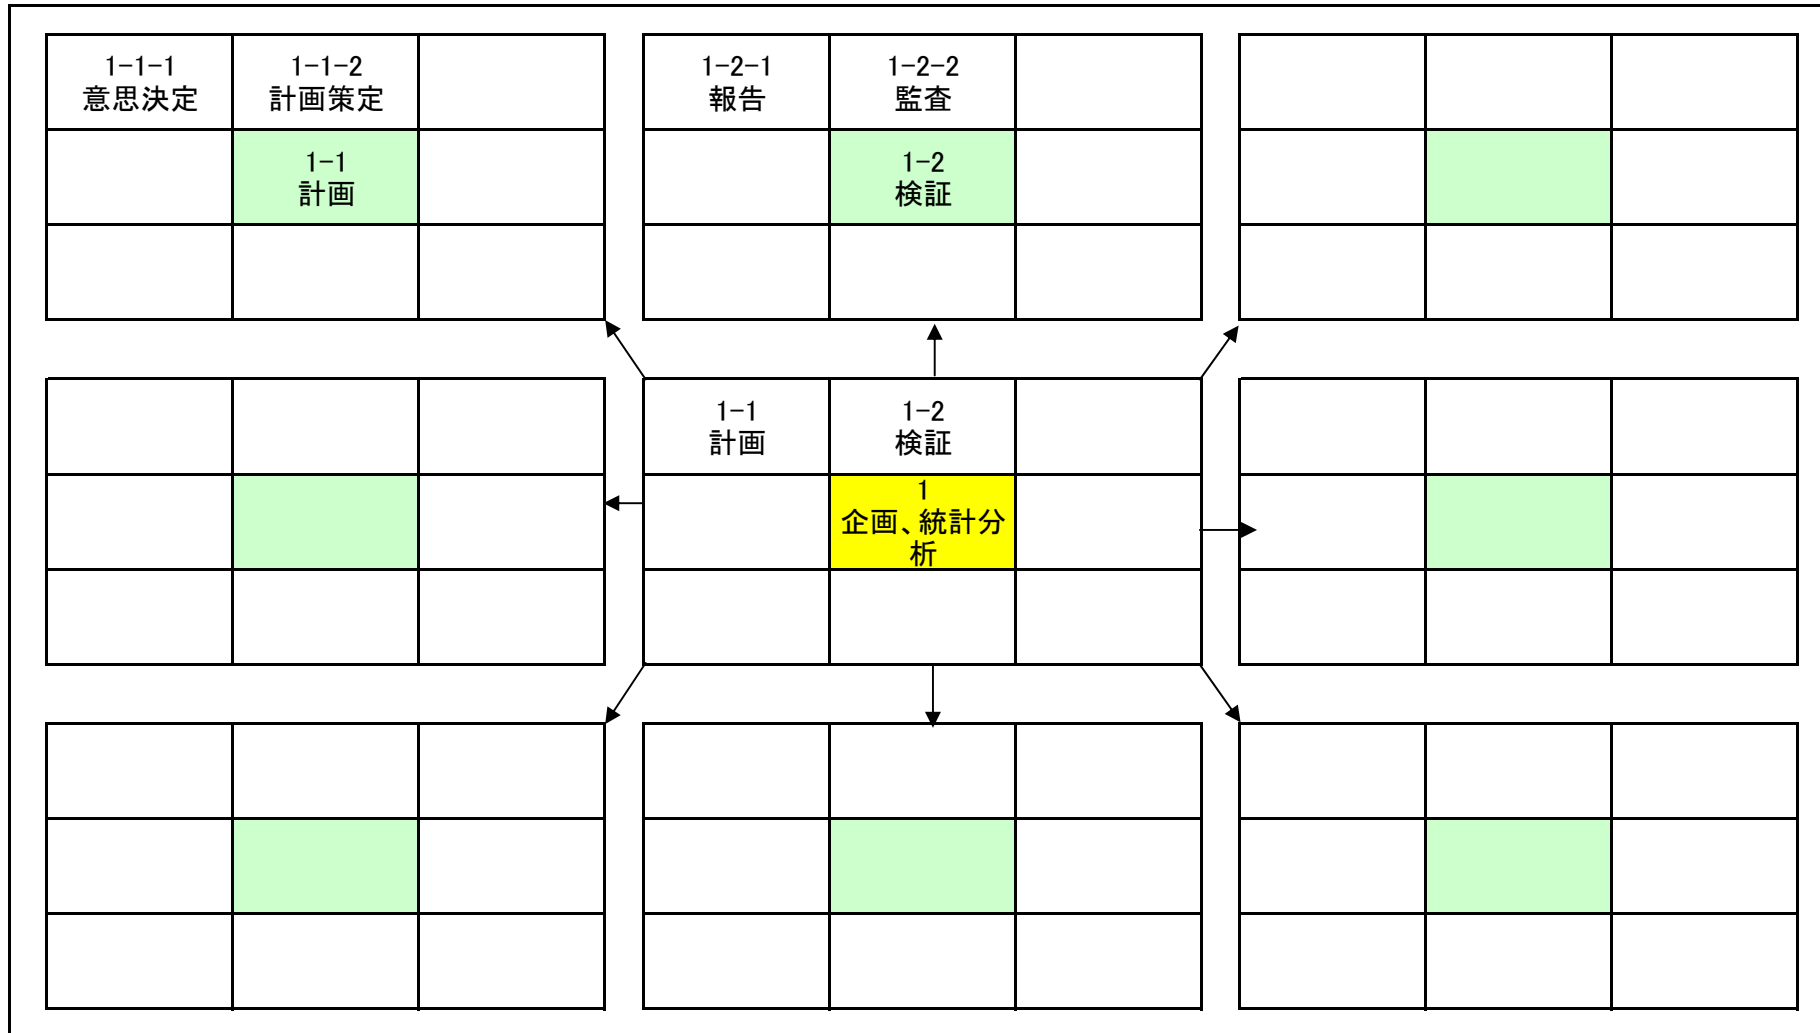 1-1-1
意思決定
1-1-2
計画策定
1-1
計画
1-2-1
報告
1-2-2
監査
1-2
検証
1-1
計画
1-2
検証
1
企画、統計分
析